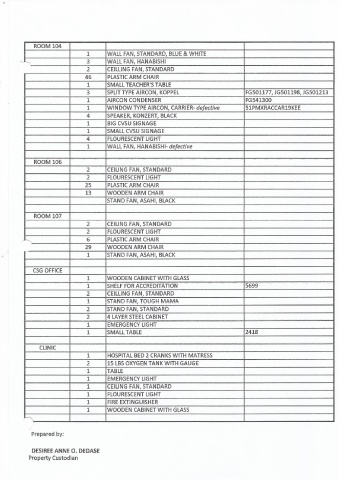 ROOM 104
1 WALL FAN, STANDARD, BLUE & WHITE
3 WALL FAN, HANABISHI
2 CEILLING FAN, STANDARD
46 PLASTIC ARM CHAIR
1 SMALL TEACHER'S TABLE
3 SPLIT TYPE AIRCON, KOPPEL FG501177, JG501198, JG501213
1 AIRCON CONDENSER FG541300
1 WINDOW TYPE AIRCON, CARRIER- defective 51PMXRACCAR19KEE
4 SPEAKER, KONZERT, BLACK
1 BIG CVSU SIGNAGE
1 SMALL CVSU SIGNAGE
4 FLOURESCENT LIGHT
1 WALL FAN, HANABISHI- defective
ROOM 106
2 CEILING FAN, STANDARD
2 FLOURESCENT LIGHT
25 PLASTIC ARM CHAIR
13 WOODEN ARM CHAIR
STAND FAN, ASAHI, BLACK
ROOM 107
2 CEILING FAN, STANDARD
2 FLOURESCENT LIGHT
6 PLASTIC ARM CHAIR
29 WOODEN ARM CHAIR
1 STAND FAN, ASAHI, BLACK
CSG OFFICE
1 WOODEN CABINET WITH GLASS
1 SHELF FOR ACCREDITATION 5699
2 CEILLING FAN, STANDARD
1 STAND FAN, TOUGH MAMA
2 STAND FAN, STANDARD
2 4 LAYER STEEL CABINET
1 EMERGENCY LIGHT
1 SMALL TABLE 2418
CLINIC
1 HOSPITAL BED 2 CRANKS WITH MATRESS
2 15 LBS OXYGEN TANK WITH GAUGE
1 TABLE
1 EMERGENCY LIGHT
1 CEILING FAN, STANDARD
1 FLOURESCENT LIGHT
1 FIRE EXTINGUISHER
1 WOODEN CABINET WITH GLASS
Prepared by:
DESIREE ANNE O. DEDASE
Property Custodian